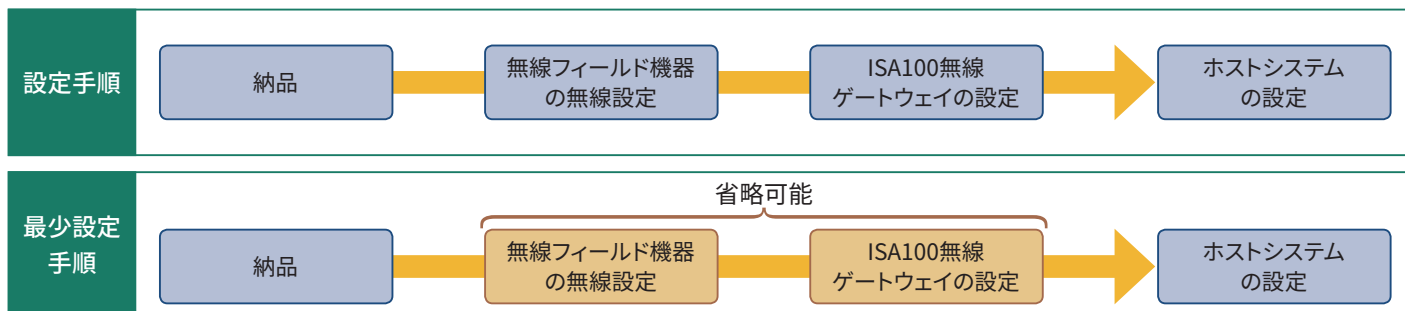 設定手順
納品
無線フィールド機器
の無線設定
ISA100無線
ゲートウェイの設定
ホストシステム
の設定
最少設定
手順
省略可能
納品
無線フィールド機器
の無線設定
ISA100無線
ゲートウェイの設定
ホストシステム
の設定